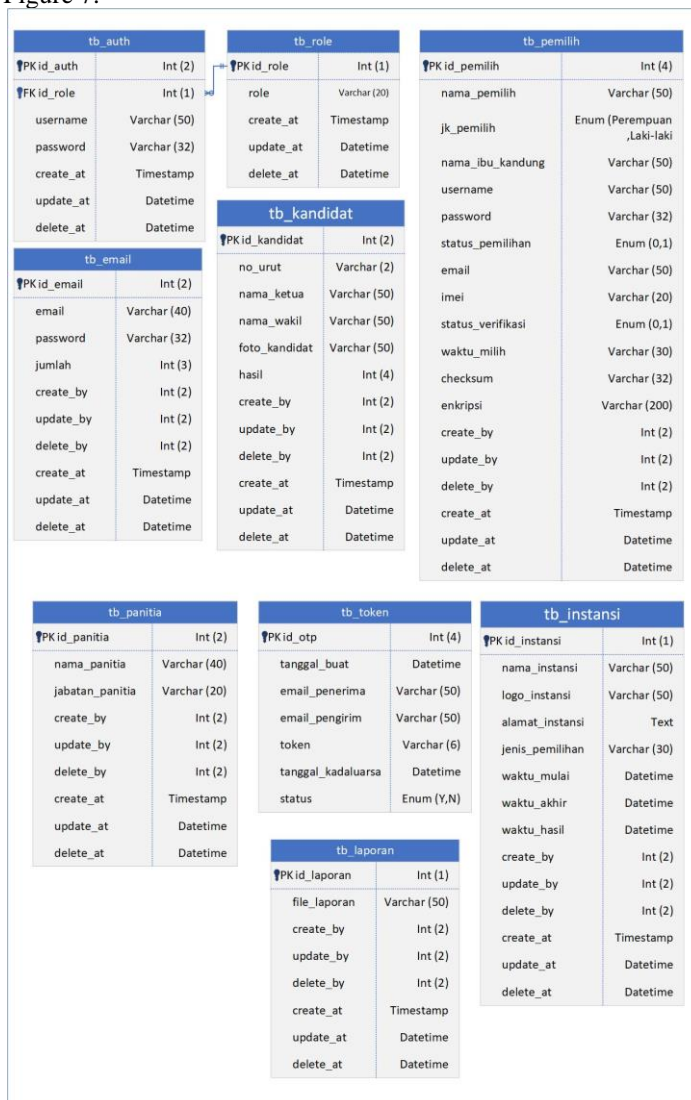 Figure 7.
tb_auth
PK id_auth Int (2)
FK id_role Int (1)
username Varchar (50)
password Varchar (32)
create_at Timestamp
update_at Datetime
delete_at Datetime
tb_role
PK id_role Int (1)
role Varchar (20)
create_at Timestamp
update_at Datetime
delete_at Datetime
tb_pemilih
PK id_pemilih Int (4)
nama_pemilih Varchar (50)
jk_pemilih Enum (Perempuan
,Laki-laki
nama_ibu_kandung Varchar (50)
username Varchar (50)
password Varchar (32)
status_pemilihan Enum (0,1)
email Varchar (50)
imei Varchar (20)
status_verifikasi Enum (0,1)
waktu_milih Varchar (30)
checksum Varchar (32)
enkripsi Varchar (200)
create_by Int (2)
update_by Int (2)
delete_by Int (2)
create_at Timestamp
update_at Datetime
delete_at Datetime
tb_email
PK id_email Int (2)
email Varchar (40)
password Varchar (32)
jumlah Int (3)
create_by Int (2)
update_by Int (2)
delete_by Int (2)
create_at Timestamp
update_at Datetime
delete_at Datetime
tb_kandidat
PK id_kandidat Int (2)
no_urut Varchar (2)
nama_ketua Varchar (50)
nama_wakil Varchar (50)
foto_kandidat Varchar (50)
hasil Int (4)
create_by Int (2)
update_by Int (2)
delete_by Int (2)
create_at Timestamp
update_at Datetime
delete_at Datetime
tb_panitia
PK id_panitia Int (2)
nama_panitia Varchar (40)
jabatan_panitia Varchar (20)
create_by Int (2)
update_by Int (2)
delete_by Int (2)
create_at Timestamp
update_at Datetime
delete_at Datetime
tb_token
PK id_otp Int (4)
tanggal_buat Datetime
email_penerima Varchar (50)
email_pengirim Varchar (50)
token Varchar (6)
tanggal_kadaluarsa Datetime
status Enum (Y,N)
tb_instansi
PK id_instansi Int (1)
nama_instansi Varchar (50)
logo_instansi Varchar (50)
alamat_instansi Text
jenis_pemilihan Varchar (30)
waktu_mulai Datetime
waktu_akhir Datetime
waktu_hasil Datetime
create_by Int (2)
update_by Int (2)
delete_by Int (2)
create_at Timestamp
update_at Datetime
delete_at Datetime
tb_laporan
PK id_laporan Int (1)
file_laporan Varchar (50)
create_by Int (2)
update_by Int (2)
delete_by Int (2)
create_at Timestamp
update_at Datetime
delete_at Datetime